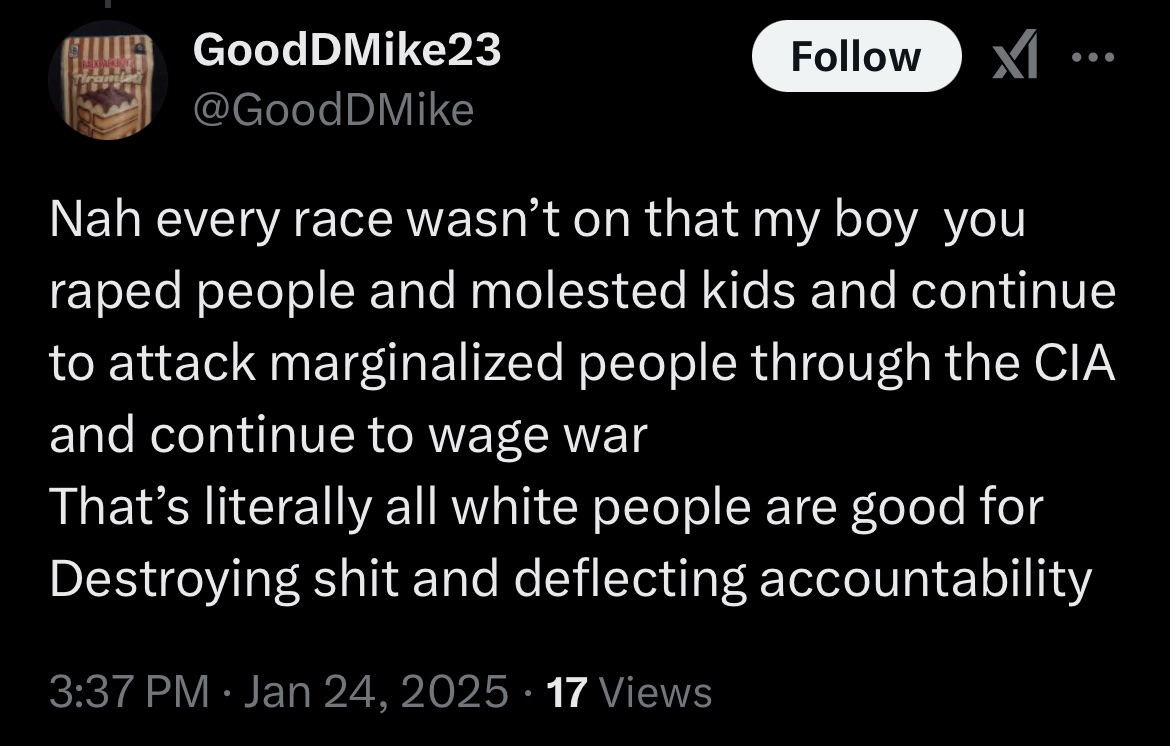 GoodDMike23
@GoodDMike
Follow
Nah every race wasn’t on that my boy  you
raped people and molested kids and continue
to attack marginalized people through the CIA
and continue to wage war
That’s literally all white people are good for
Destroying shit and deflecting accountability
3:37 PM · Jan 24, 2025 · 17 Views